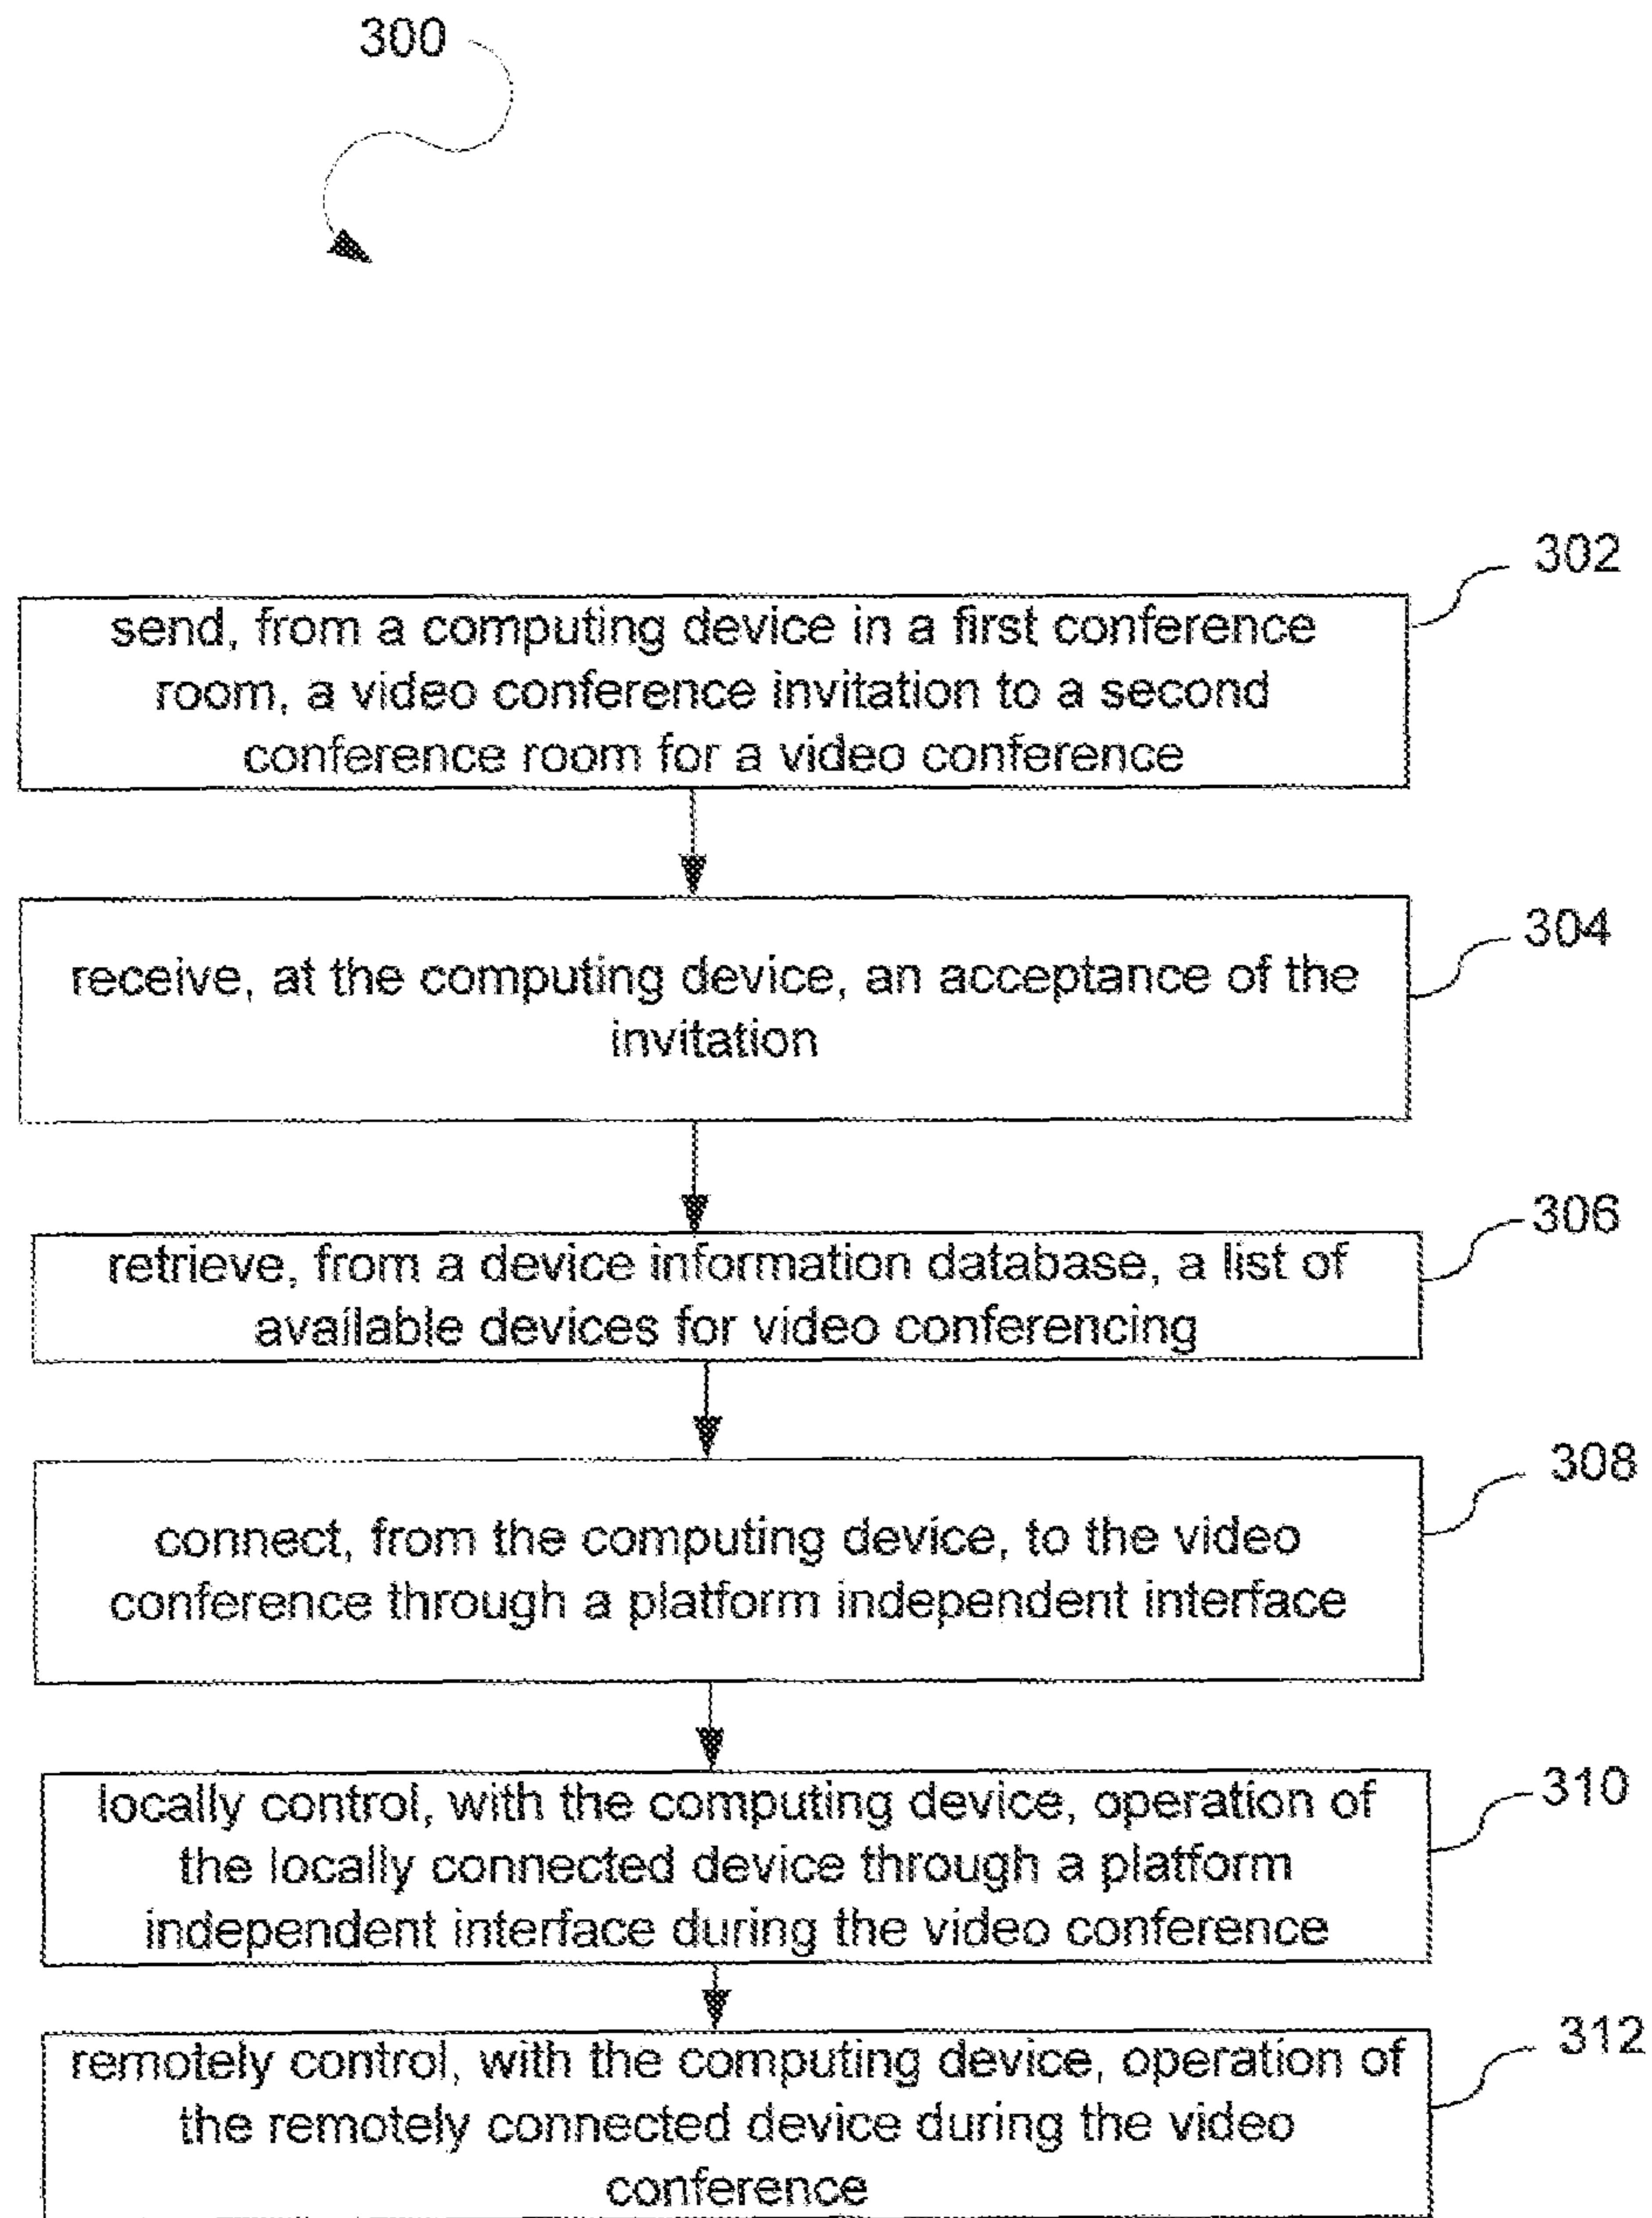 300
302
send, from a computing device in a first conference
room, a video conference invitation to a second
conference room for a video conference
304
receive, at the computing device, an acceptance of the
invitation
306
retrieve, from a device information database, a list of
available devices for video conferencing
308
connect, from the computing device, to the video
conference through a platform independent interface
310
locally control, with the computing device, operation of
the locally connected device through a platform
independent interface during the video conference
312
remotely control, with the computing device, operation of
the remotely connected device during the video
conference